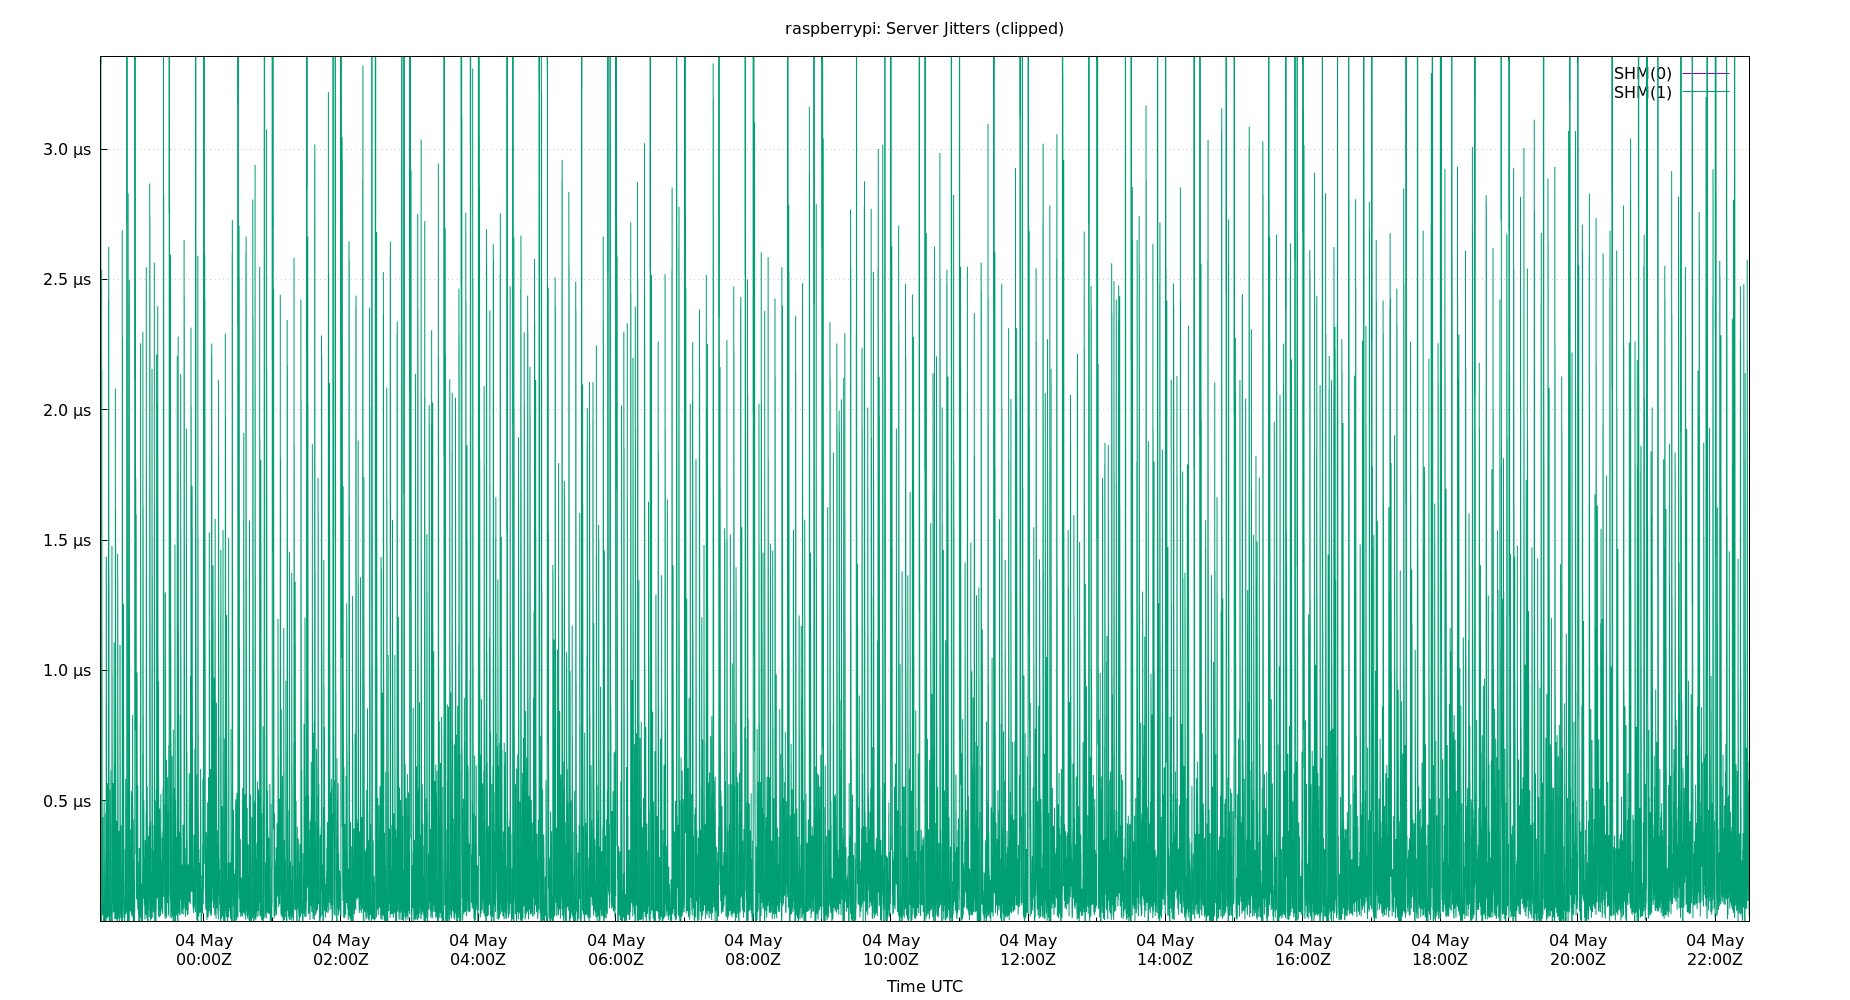 raspberrypi: Server Jitters (clipped)
SHM(0)
SHM(1)
3.0 µs
2.5 µs
2.0 µs
1.5 µs
1.0 µs
0.5 µs
04 May 04 May 04 May 04 May 04 May 04 May 04 May 04 May 04 May 04 May 04 May 04 May
00:00Z 02:00Z 04:00Z 06:00Z 08:00Z 10:00Z 12:00Z 14:00Z 16:00Z 18:00Z 20:00Z 22:00Z
Time UTC